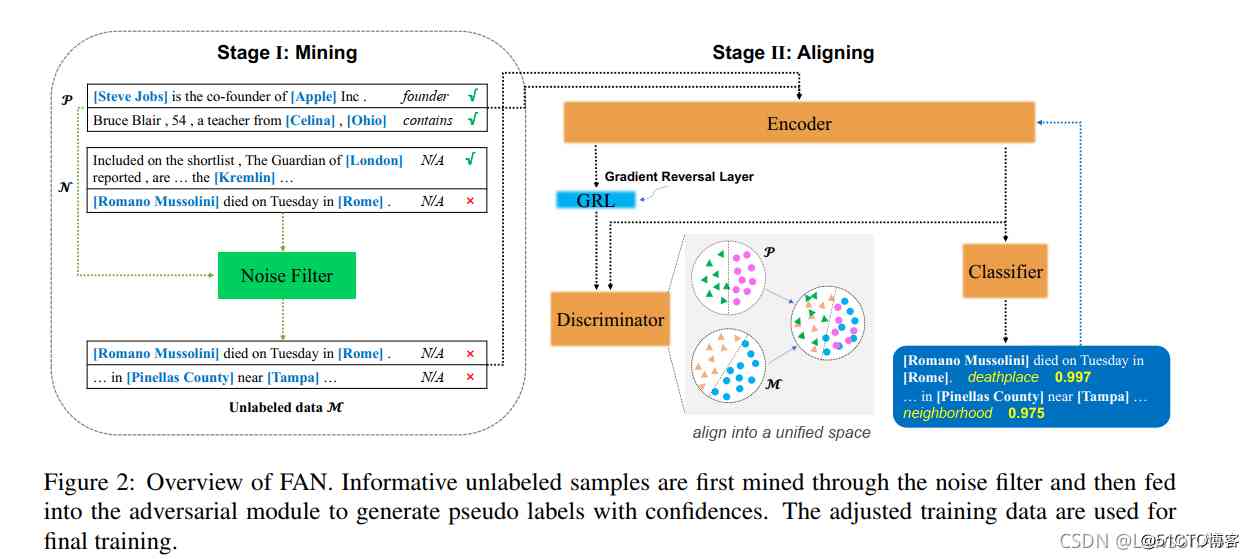 Stage I: Mining
Stage II: Aligning
𝒫
[Steve Jobs] is the co-founder of [Apple] Inc . founder √
Bruce Blair , 54 , a teacher from [Celina] , [Ohio] contains √
𝒩
Included on the shortlist , The Guardian of [London] N/A √
reported , are … the [Kremlin] …
[Romano Mussolini] died on Tuesday in [Rome] . N/A ×
Noise Filter
[Romano Mussolini] died on Tuesday in [Rome] . N/A ×
… in [Pinellas County] near [Tampa] … N/A ×
Unlabeled data ℳ
Encoder
Gradient Reversal Layer
GRL
Discriminator
𝒫
ℳ
align into a unified space
Classifier
[Romano Mussolini] died on Tuesday in
[Rome]. deathplace 0.997
… in [Pinellas County] near [Tampa] …
neighborhood 0.975
Figure 2: Overview of FAN. Informative unlabeled samples are first mined through the noise filter and then fed
into the adversarial module to generate pseudo labels with confidences. The adjusted training data are used for
final training.
CSDN @51CTO博客